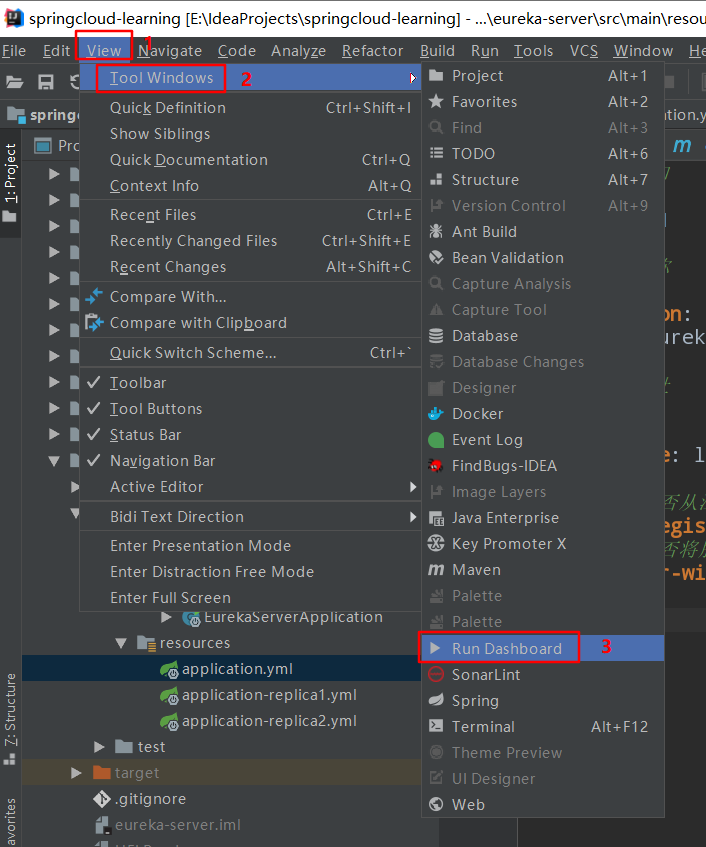 springcloud-learning [E:\IdeaProjects\springcloud-learning] - ...\eureka-server\src\main\resou
File Edit View 1 Navigate Code Analyze Refactor Build Run Tools VCS Window He
Tool Windows 2
Quick Definition Ctrl+Shift+I
Show Siblings
Quick Documentation Ctrl+Q
Context Info Alt+Q
Recent Files Ctrl+E
Recently Changed Files Ctrl+Shift+E
Recent Changes Alt+Shift+C
Compare With...
Compare with Clipboard
Quick Switch Scheme... Ctrl+`
Toolbar
Tool Buttons
Status Bar
Navigation Bar
Active Editor
Bidi Text Direction
Enter Presentation Mode
Enter Distraction Free Mode
Enter Full Screen
Project Alt+1
Favorites Alt+2
Find Alt+3
TODO Alt+6
Structure Alt+7
Version Control Alt+9
Ant Build
Bean Validation
Capture Analysis
Capture Tool
Database
Database Changes
Designer
Docker
Event Log
FindBugs-IDEA
Image Layers
Java Enterprise
Key Promoter X
Maven
Palette
Palette
Run Dashboard 3
SonarLint
Spring
Terminal Alt+F12
Theme Preview
UI Designer
Web
spring
Pro
1: Project
7: Structure
avorites
EurekaServerApplication
resources
application.yml
application-replica1.yml
application-replica2.yml
test
target
.gitignore
eureka-server.iml
ation.y
m
on:
urek
e: l
否从注
egis
否将
r-wi